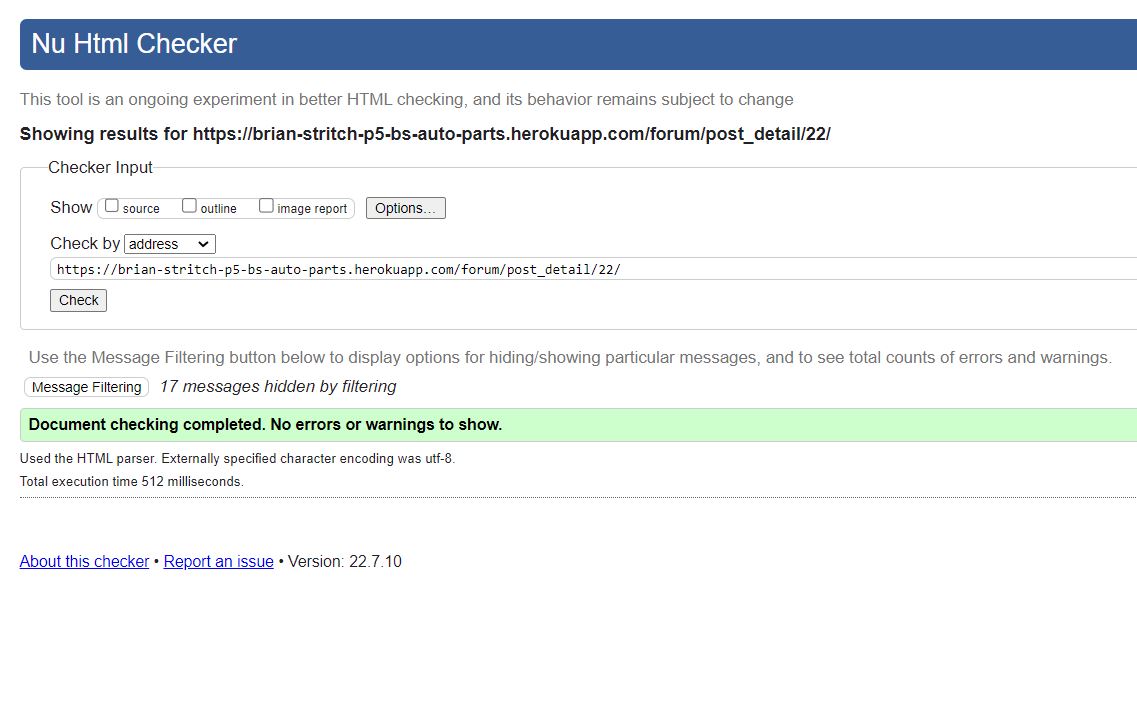 Nu Html Checker
This tool is an ongoing experiment in better HTML checking, and its behavior remains subject to change
Showing results for https://brian-stritch-p5-bs-auto-parts.herokuapp.com/forum/post_detail/22/
Checker Input
Show source outline image report Options...
Check by address
https://brian-stritch-p5-bs-auto-parts.herokuapp.com/forum/post_detail/22/
Check
Use the Message Filtering button below to display options for hiding/showing particular messages, and to see total counts of errors and warnings.
Message Filtering 17 messages hidden by filtering
Document checking completed. No errors or warnings to show.
Used the HTML parser. Externally specified character encoding was utf-8.
Total execution time 512 milliseconds.
About this checker • Report an issue • Version: 22.7.10